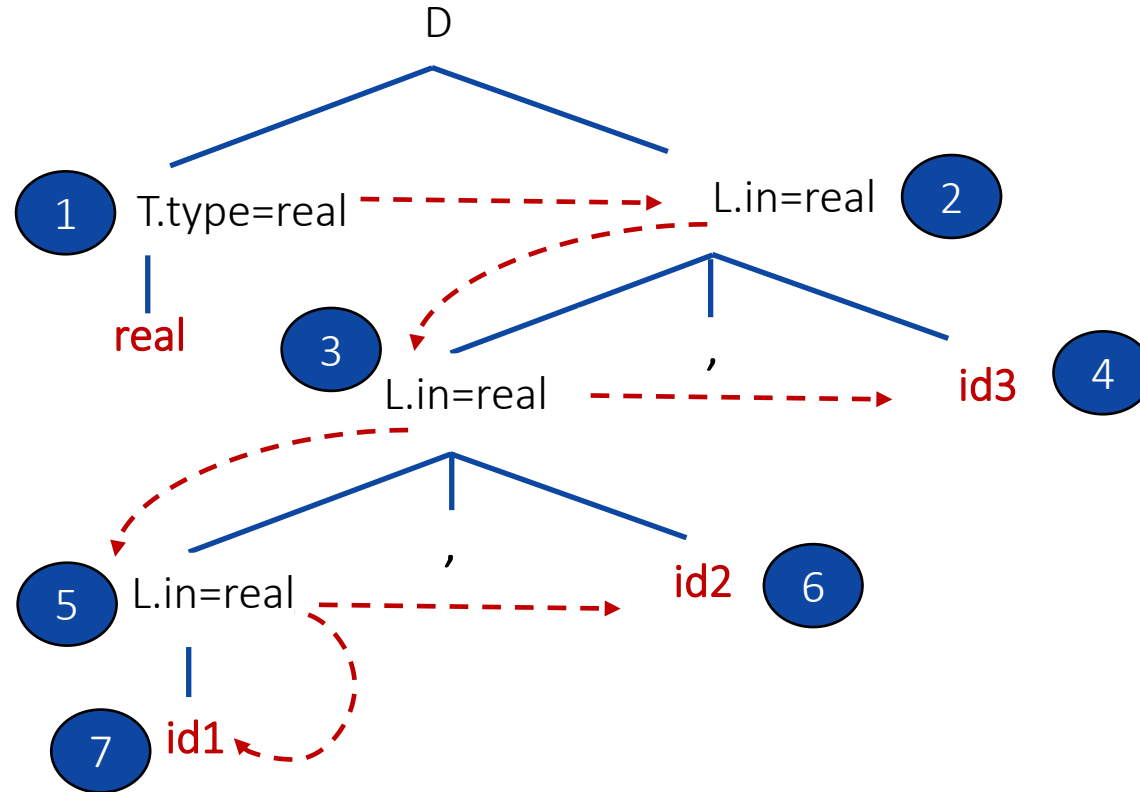 D
1
T.type=real
L.in=real
2
real
3
,
L.in=real
id3
4
,
5
L.in=real
id2
6
7
id1